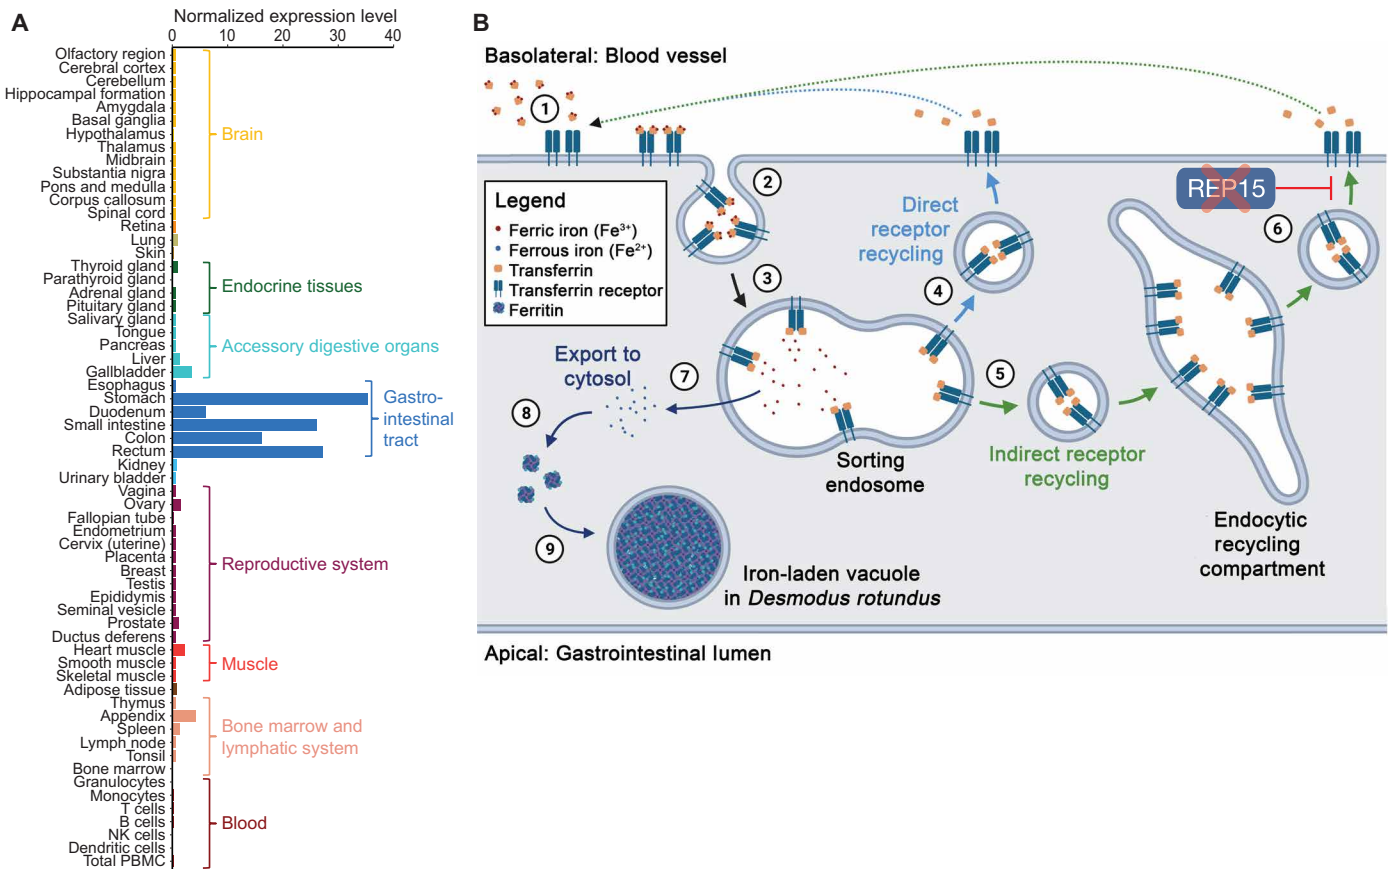 A
Normalized expression level
0 10 20 30 40
Olfactory region
Cerebral cortex
Cerebellum
Hippocampal formation
Amygdala
Basal ganglia
Hypothalamus
Thalamus
Midbrain
Substantia nigra
Pons and medulla
Corpus callosum
Spinal cord
Brain
Retina
Lung
Skin
Thyroid gland
Parathyroid gland
Adrenal gland
Pituitary gland
Endocrine tissues
Salivary gland
Tongue
Pancreas
Liver
Gallbladder
Accessory digestive organs
Esophagus
Stomach
Duodenum
Small intestine
Colon
Rectum
Gastro-
intestinal
tract
Kidney
Urinary bladder
Vagina
Ovary
Fallopian tube
Endometrium
Cervix (uterine)
Placenta
Breast
Testis
Epididymis
Seminal vesicle
Prostate
Ductus deferens
Reproductive system
Heart muscle
Smooth muscle
Skeletal muscle
Muscle
Adipose tissue
Thymus
Appendix
Spleen
Lymph node
Tonsil
Bone marrow
Bone marrow and
lymphatic system
Granulocytes
Monocytes
T cells
B cells
NK cells
Dendritic cells
Total PBMC
Blood
B
Basolateral: Blood vessel
1
2
3
4
5
6
7
8
9
Legend
Ferric iron (Fe³⁺)
Ferrous iron (Fe²⁺)
Transferrin
Transferrin receptor
Ferritin
Direct
receptor
recycling
REP15
Export to
cytosol
Sorting
endosome
Indirect receptor
recycling
Endocytic
recycling
compartment
Iron-laden vacuole
in Desmodus rotundus
Apical: Gastrointestinal lumen